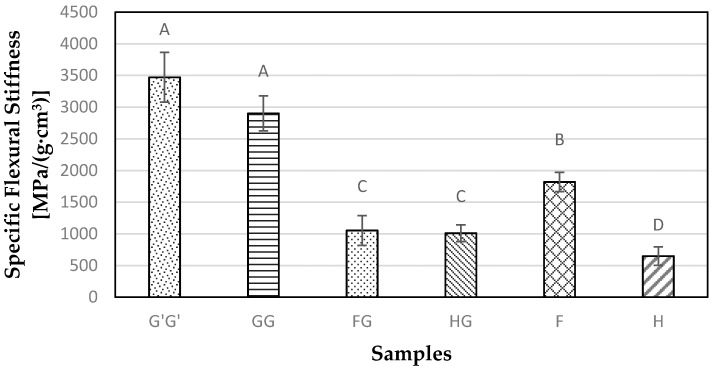 Specific Flexural Stiffness
[MPa/(g·cm³)]
4500
4000
3500
3000
2500
2000
1500
1000
500
0
A
A
C
C
B
D
G'G'
GG
FG
HG
F
H
Samples